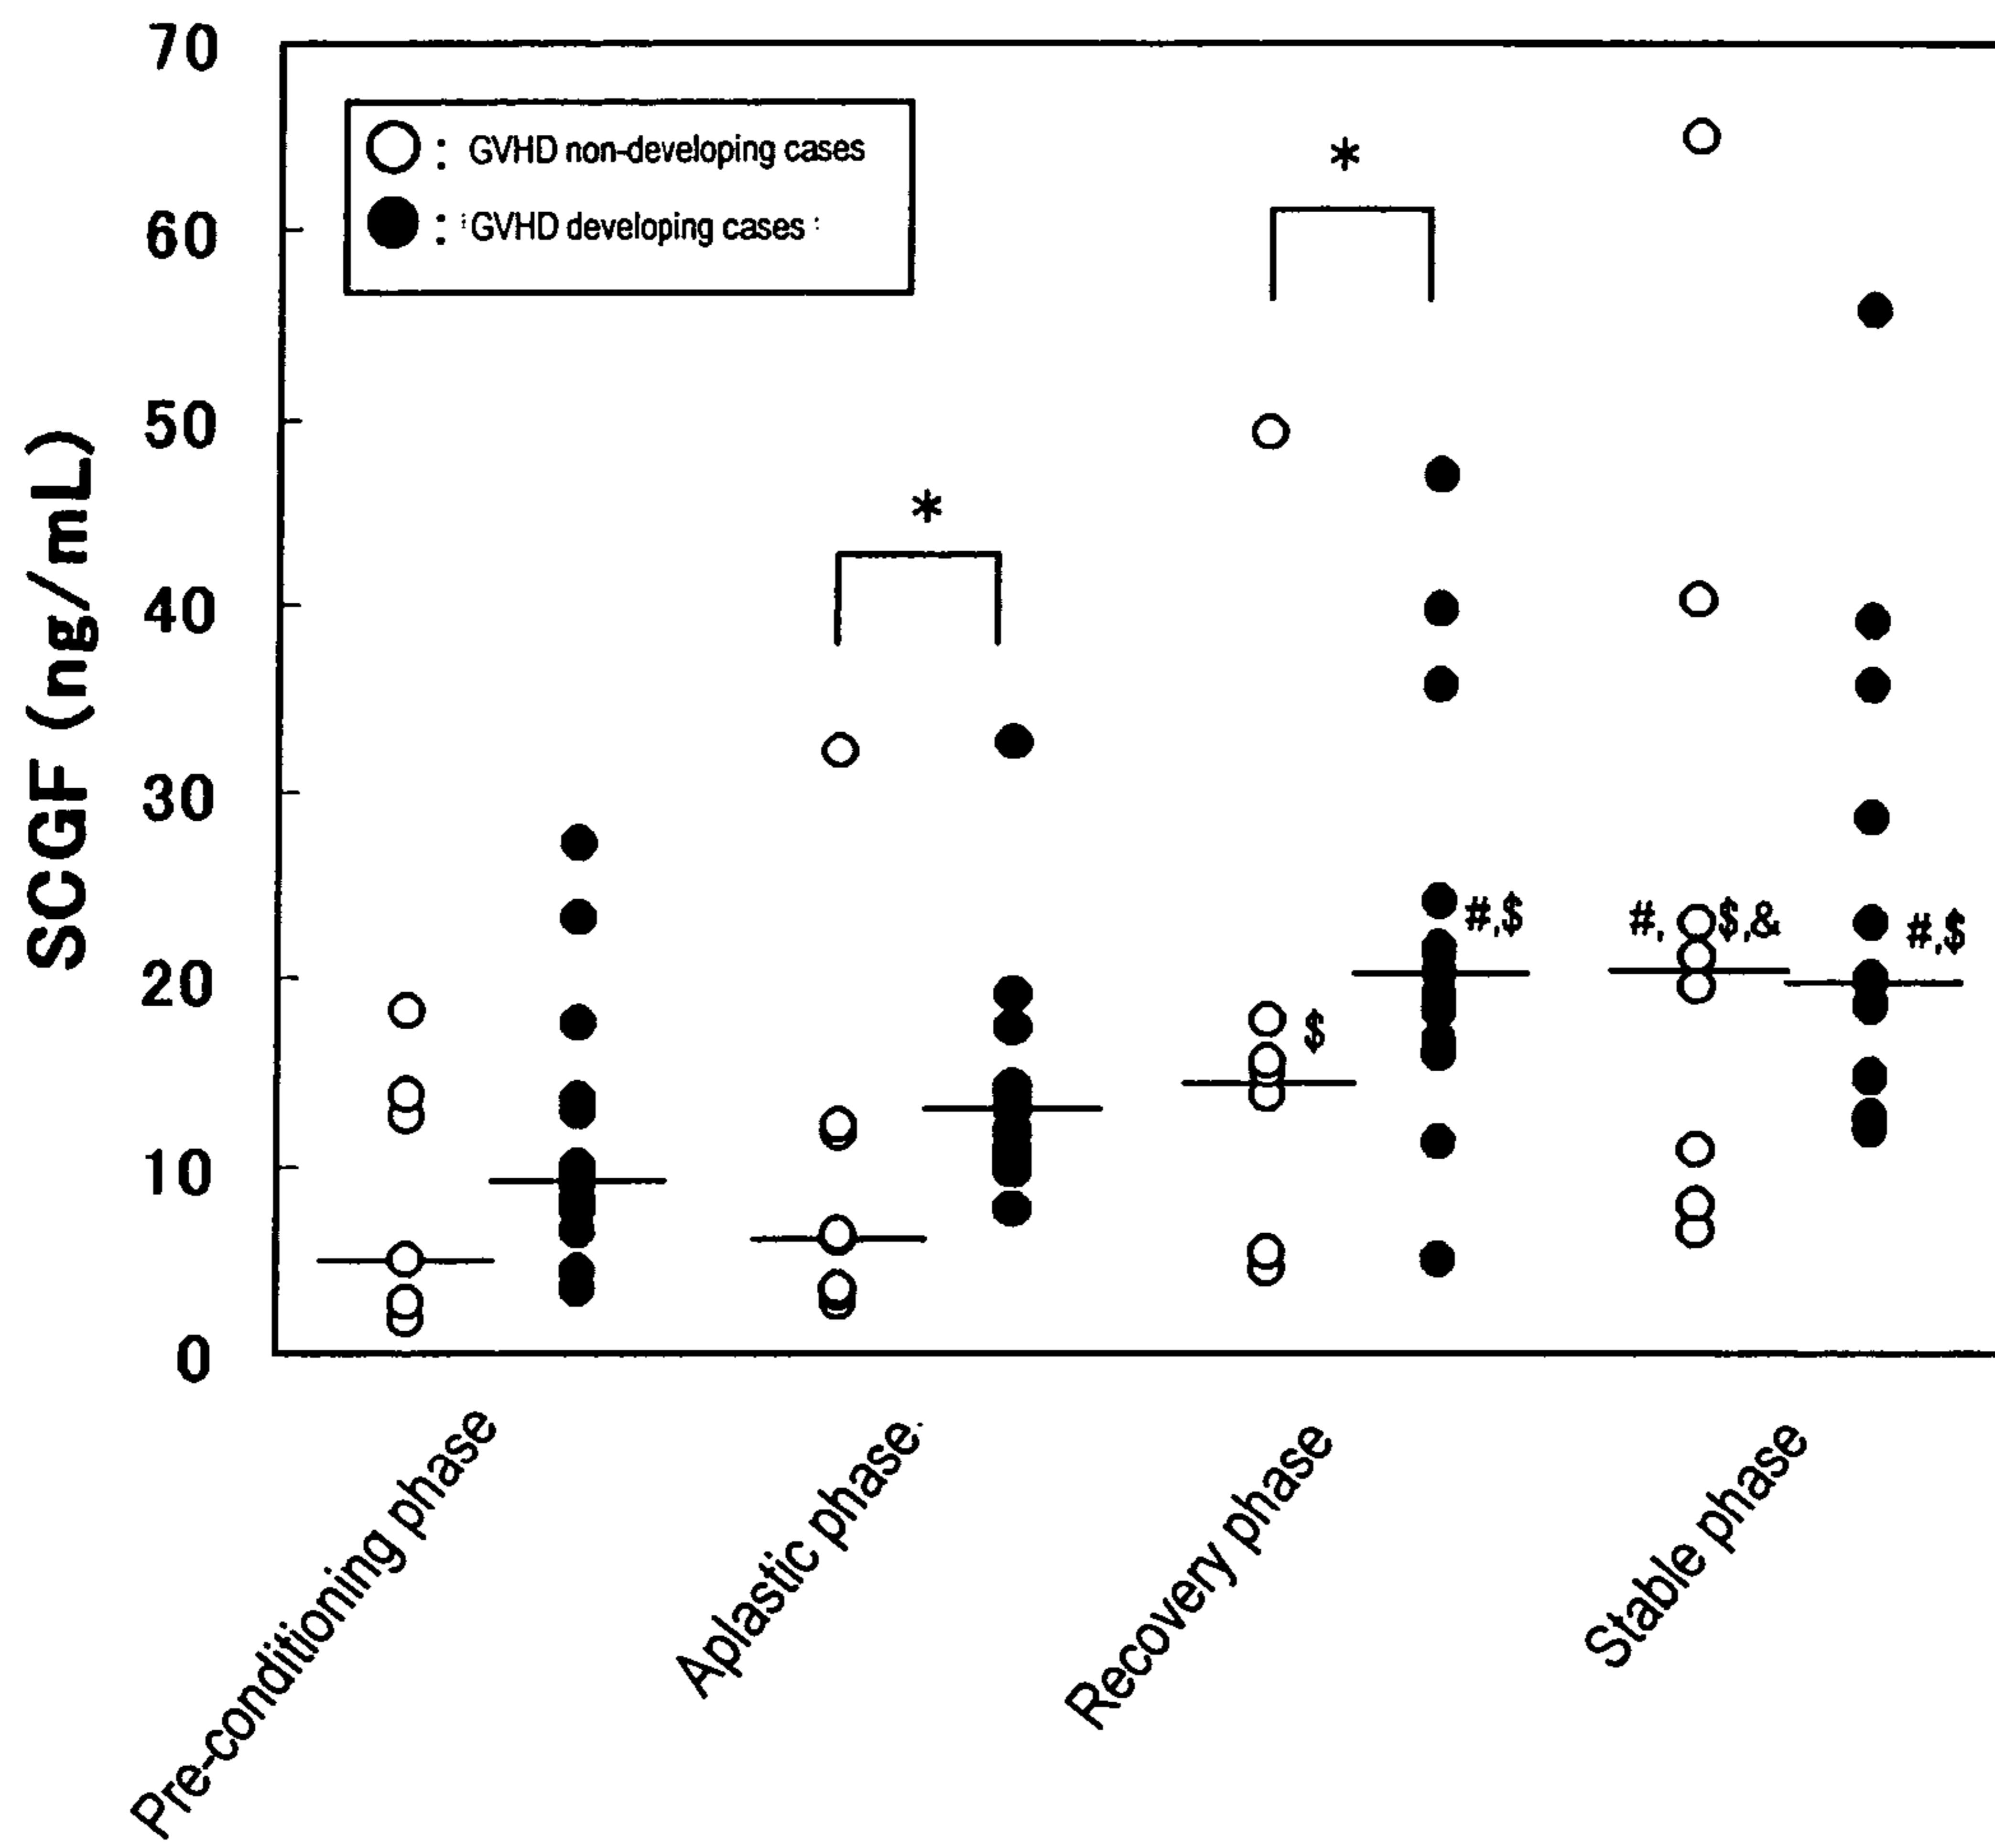 SCGF (ng/mL)
70
60
50
40
30
20
10
0
: GVHD non-developing cases
: GVHD developing cases
*
*
$
#,$
#, $,&
#,$
Pre-conditioning phase
Aplastic phase
Recovery phase
Stable phase